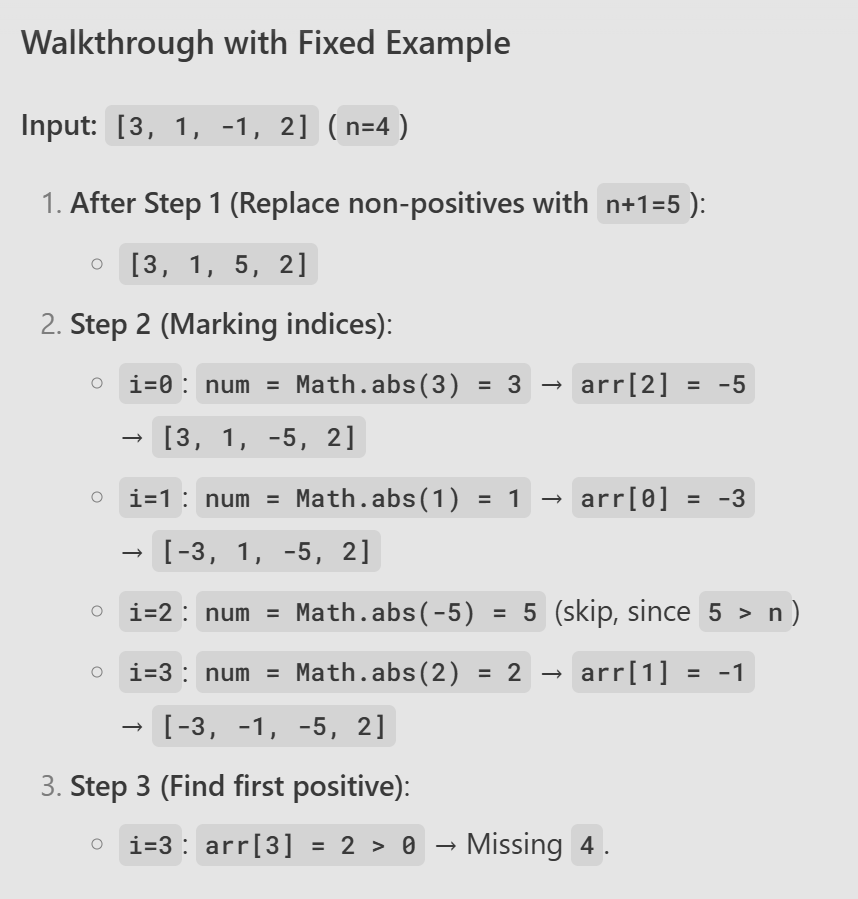 Walkthrough with Fixed Example
Input: [3, 1, -1, 2] (n=4)
1. After Step 1 (Replace non-positives with n+1=5):
○ [3, 1, 5, 2]
2. Step 2 (Marking indices):
○ i=0: num = Math.abs(3) = 3 → arr[2] = -5
→ [3, 1, -5, 2]
○ i=1: num = Math.abs(1) = 1 → arr[0] = -3
→ [-3, 1, -5, 2]
○ i=2: num = Math.abs(-5) = 5 (skip, since 5 > n)
○ i=3: num = Math.abs(2) = 2 → arr[1] = -1
→ [-3, -1, -5, 2]
3. Step 3 (Find first positive):
○ i=3: arr[3] = 2 > 0 → Missing 4.